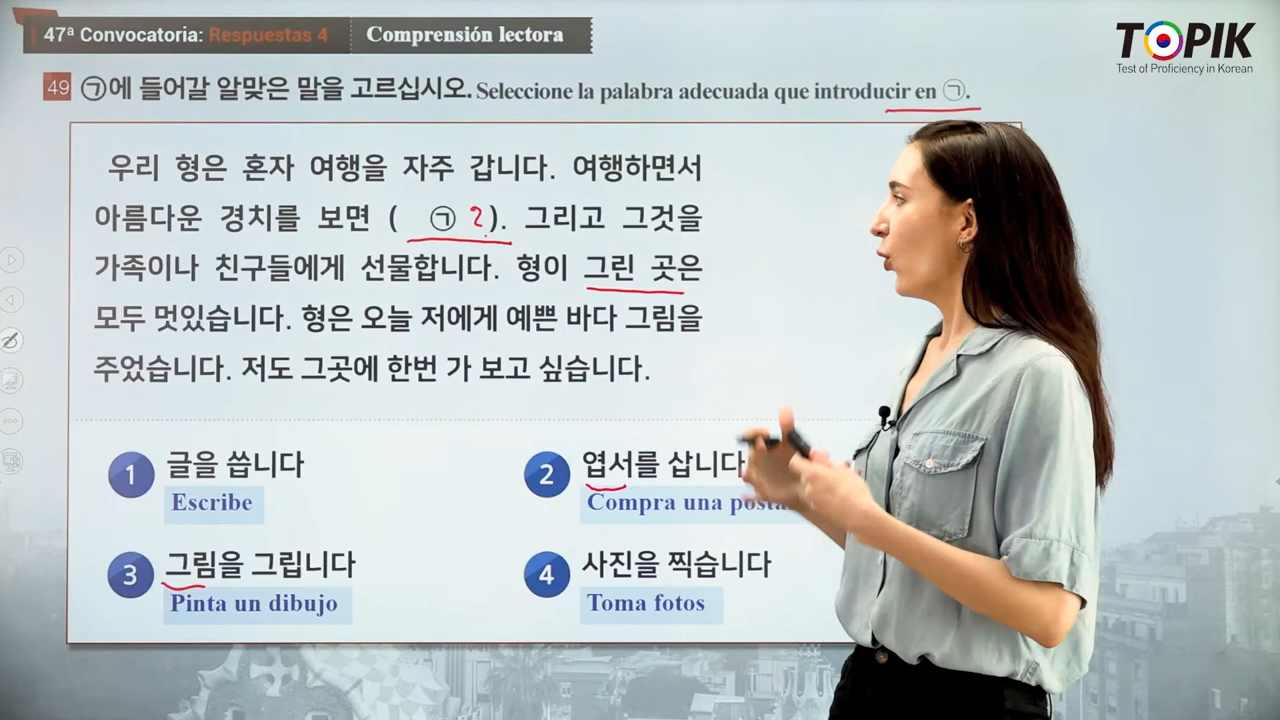 47ª Convocatoria: Respuestas 4 Comprensión lectora
TOPIK
Test of Proficiency in Korean
49 ㉠에 들어갈 알맞은 말을 고르십시오. Seleccione la palabra adecuada que introducir en ㉠.
우리 형은 혼자 여행을 자주 갑니다. 여행하면서
아름다운 경치를 보면 ( ㉠ ?). 그리고 그것을
가족이나 친구들에게 선물합니다. 형이 그린 곳은
모두 멋있습니다. 형은 오늘 저에게 예쁜 바다 그림을
주었습니다. 저도 그곳에 한번 가 보고 싶습니다.
1 글을 씁니다
Escribe
2 엽서를 삽니다
Compra una
3 그림을 그립니다
Pinta un dibujo
4 사진을 찍습니다
Toma fotos